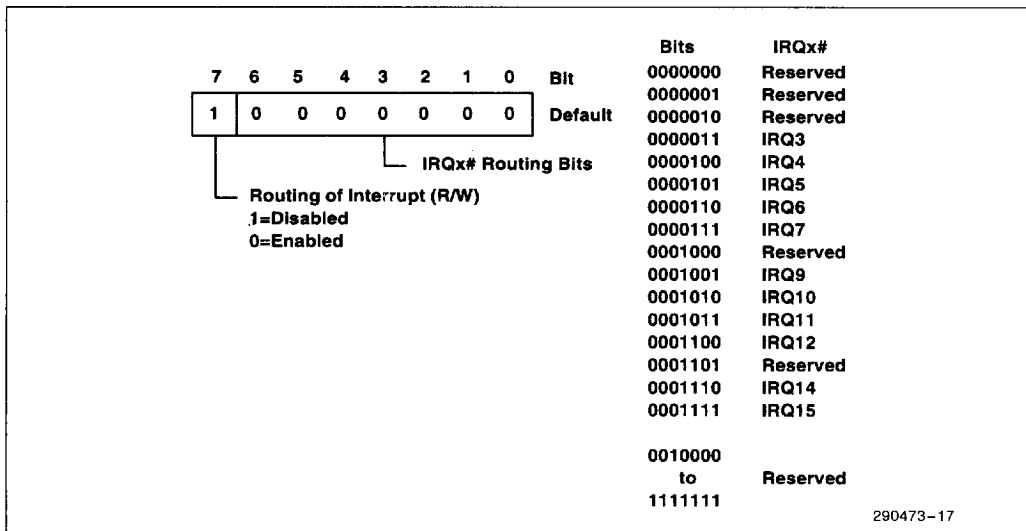 7 6 5 4 3 2 1 0 Bit
1 0 0 0 0 0 0 0 Default
IRQx# Routing Bits
Routing of Interrupt (R/W)
1=Disabled
0=Enabled
Bits IRQx#
0000000 Reserved
0000001 Reserved
0000010 Reserved
0000011 IRQ3
0000100 IRQ4
0000101 IRQ5
0000110 IRQ6
0000111 IRQ7
0001000 Reserved
0001001 IRQ9
0001010 IRQ10
0001011 IRQ11
0001100 IRQ12
0001101 Reserved
0001110 IRQ14
0001111 IRQ15
0010000
to Reserved
1111111
290473-17